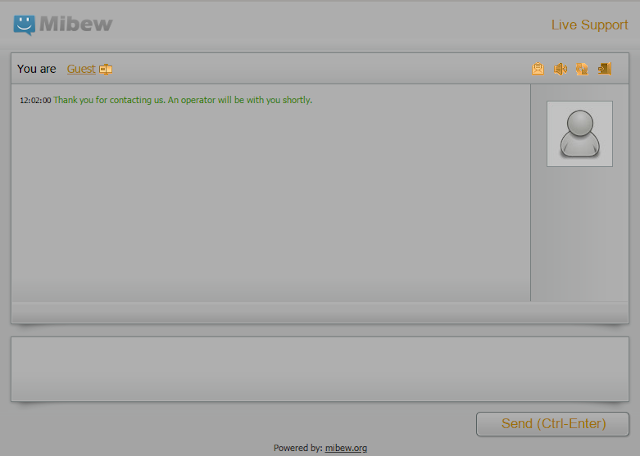 Mibew
Live Support
You are Guest
12:02:00 Thank you for contacting us. An operator will be with you shortly.
Send (Ctrl-Enter)
Powered by: mibew.org